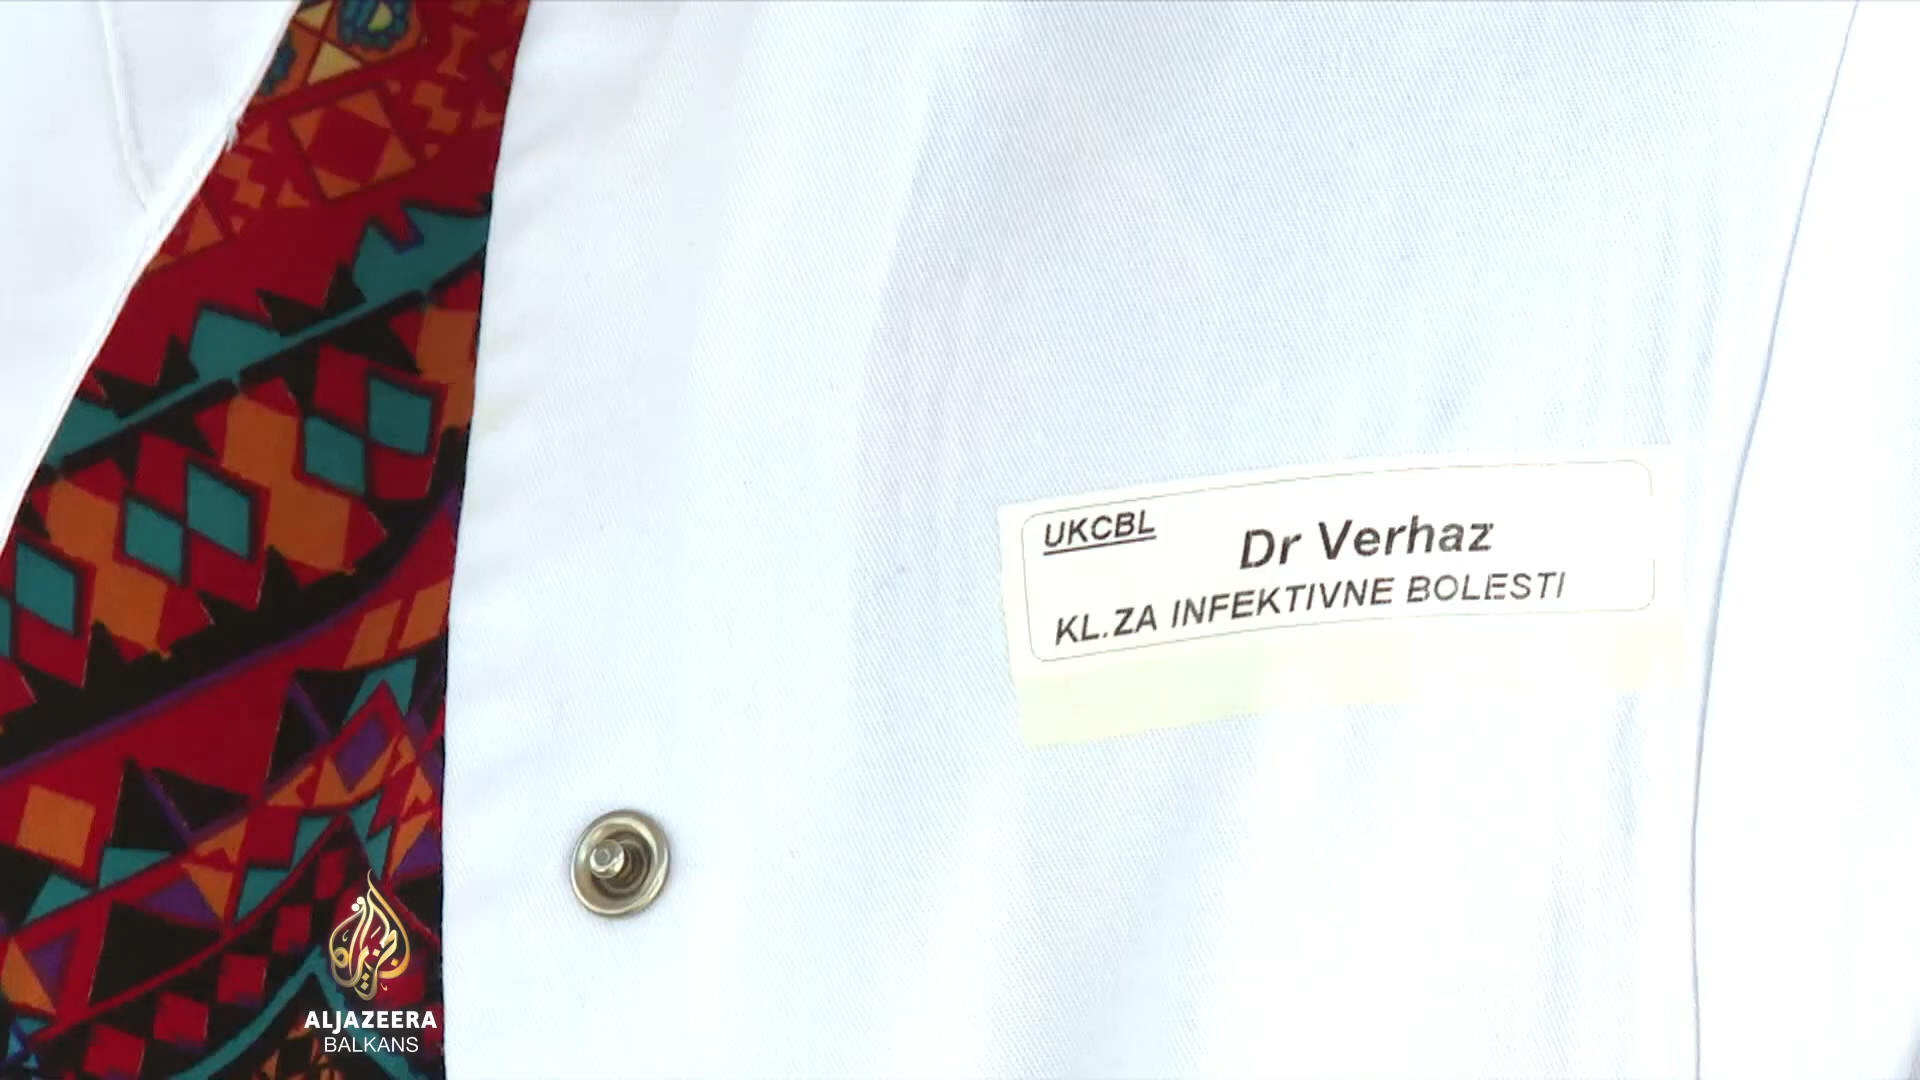 UKCBL
Dr Verhaz
KL.ZA INFEKTIVNE BOLESTI
ALJAZEERA
BALKANS